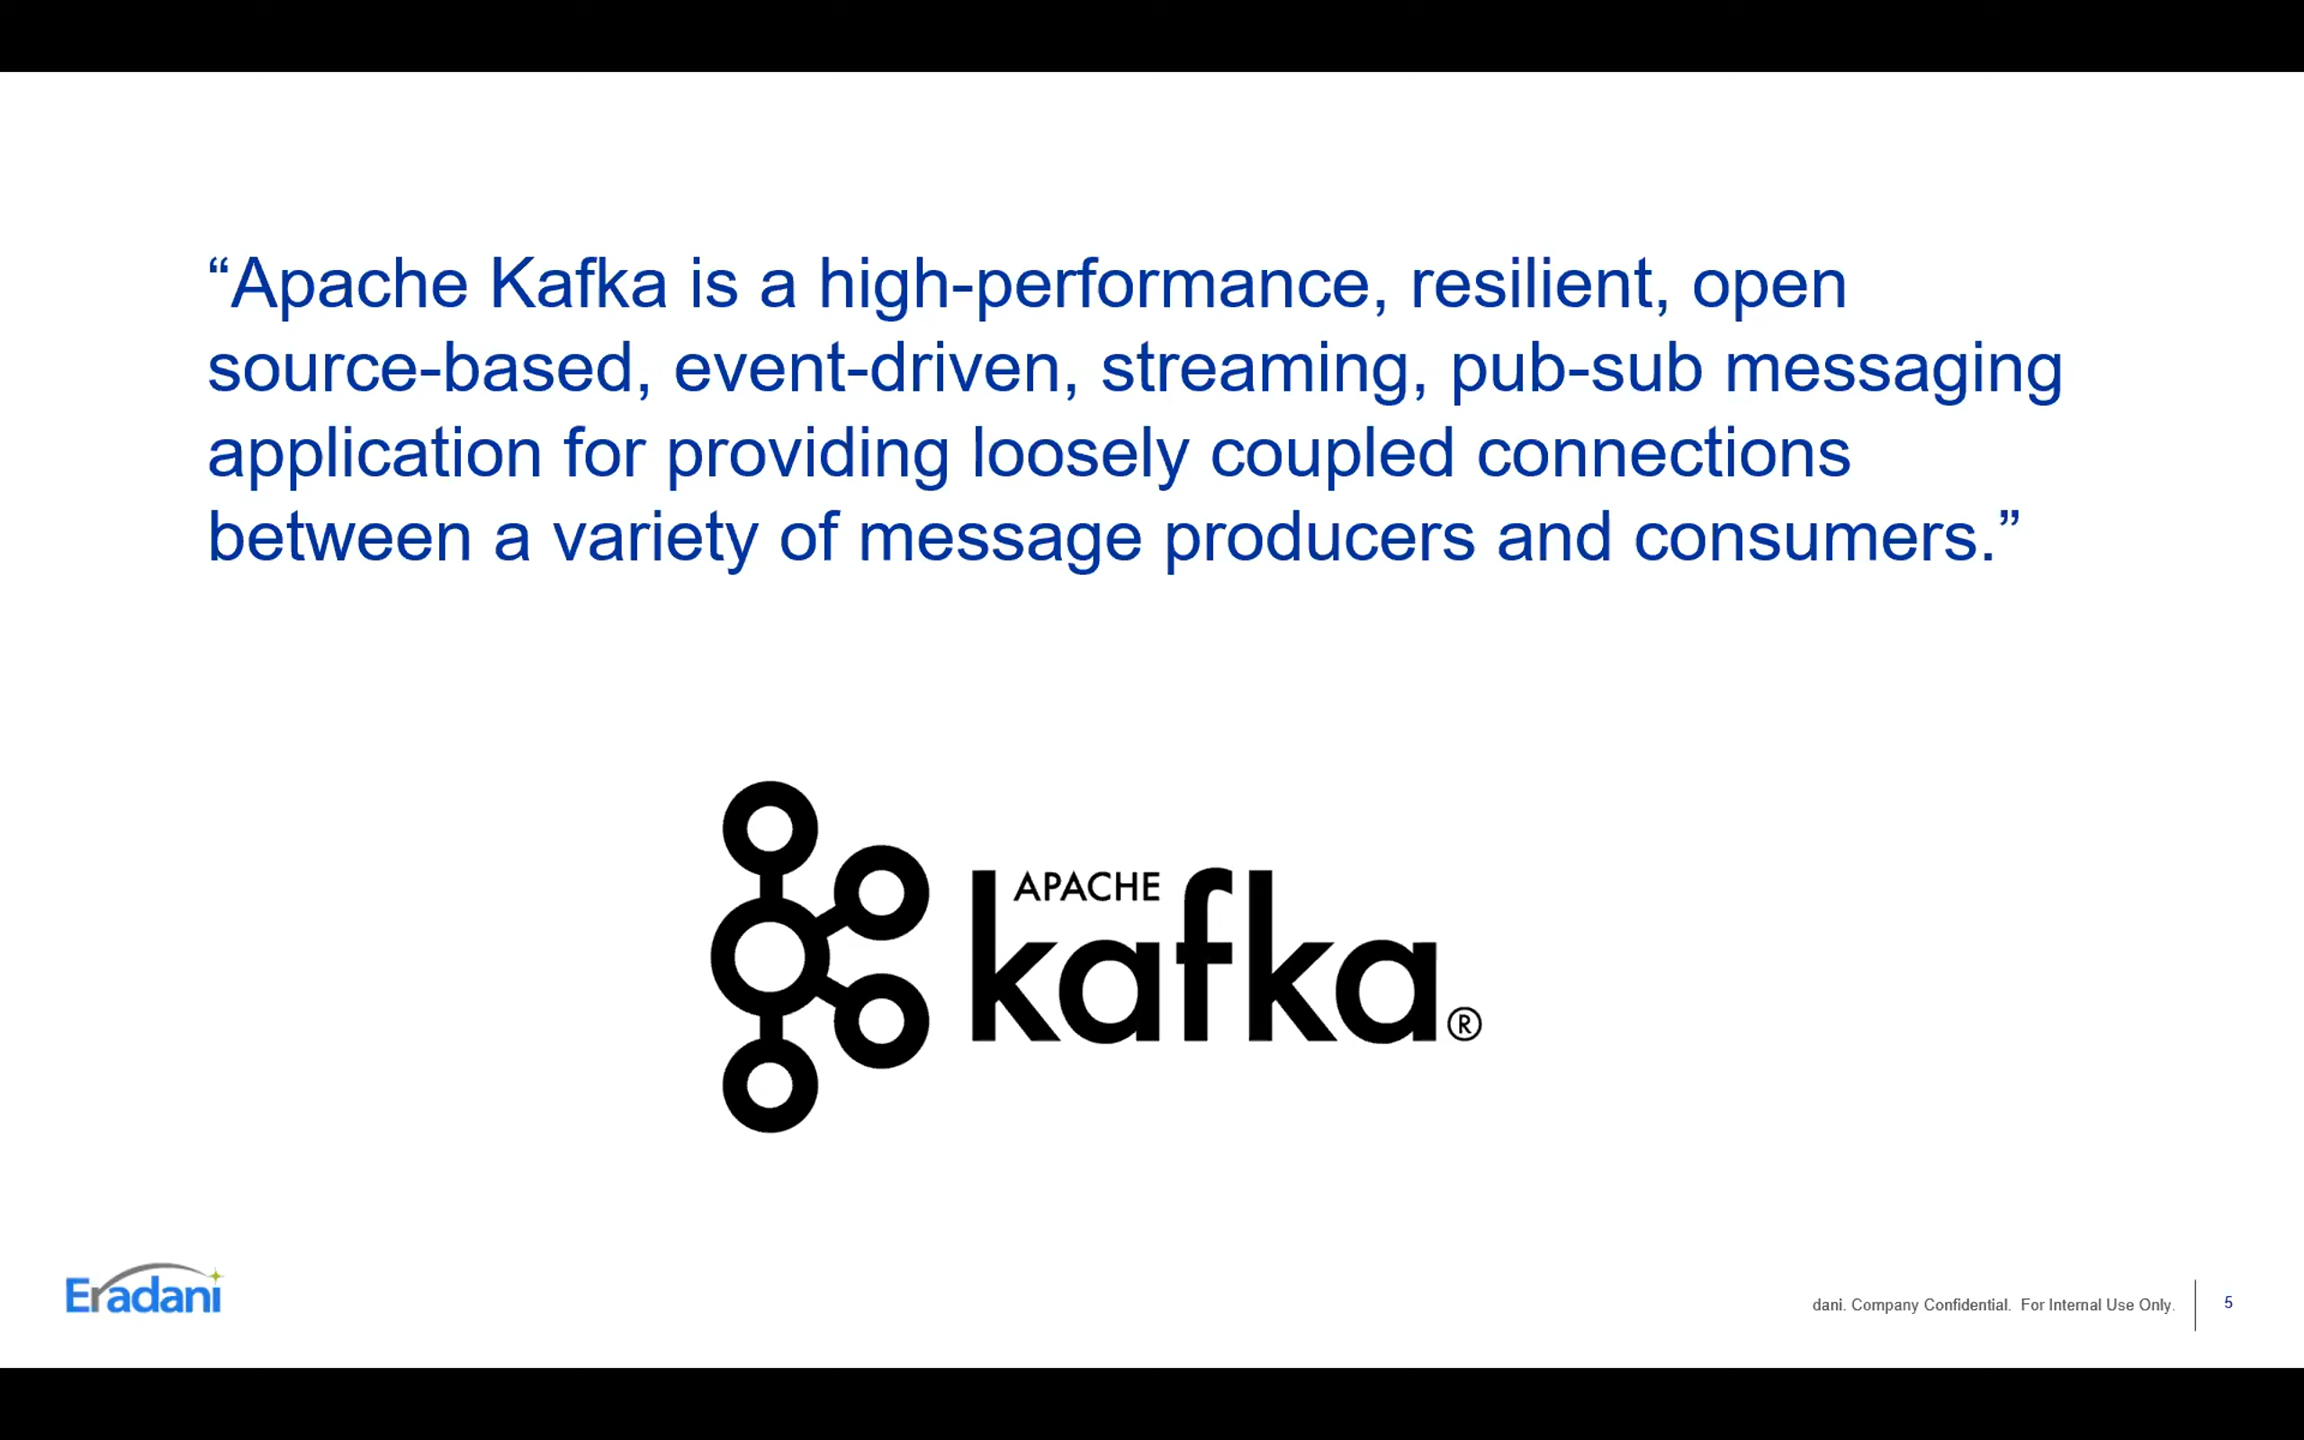 “Apache Kafka is a high-performance, resilient, open
source-based, event-driven, streaming, pub-sub messaging
application for providing loosely coupled connections
between a variety of message producers and consumers.”
APACHE
kafka®
Eradani
dani. Company Confidential. For Internal Use Only.
5